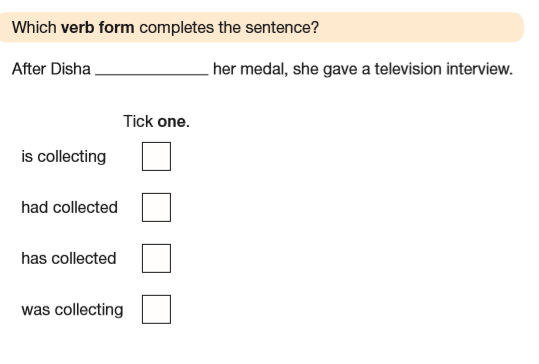 Which verb form completes the sentence?
After Disha ____________ her medal, she gave a television interview.
Tick one.
is collecting
had collected
has collected
was collecting